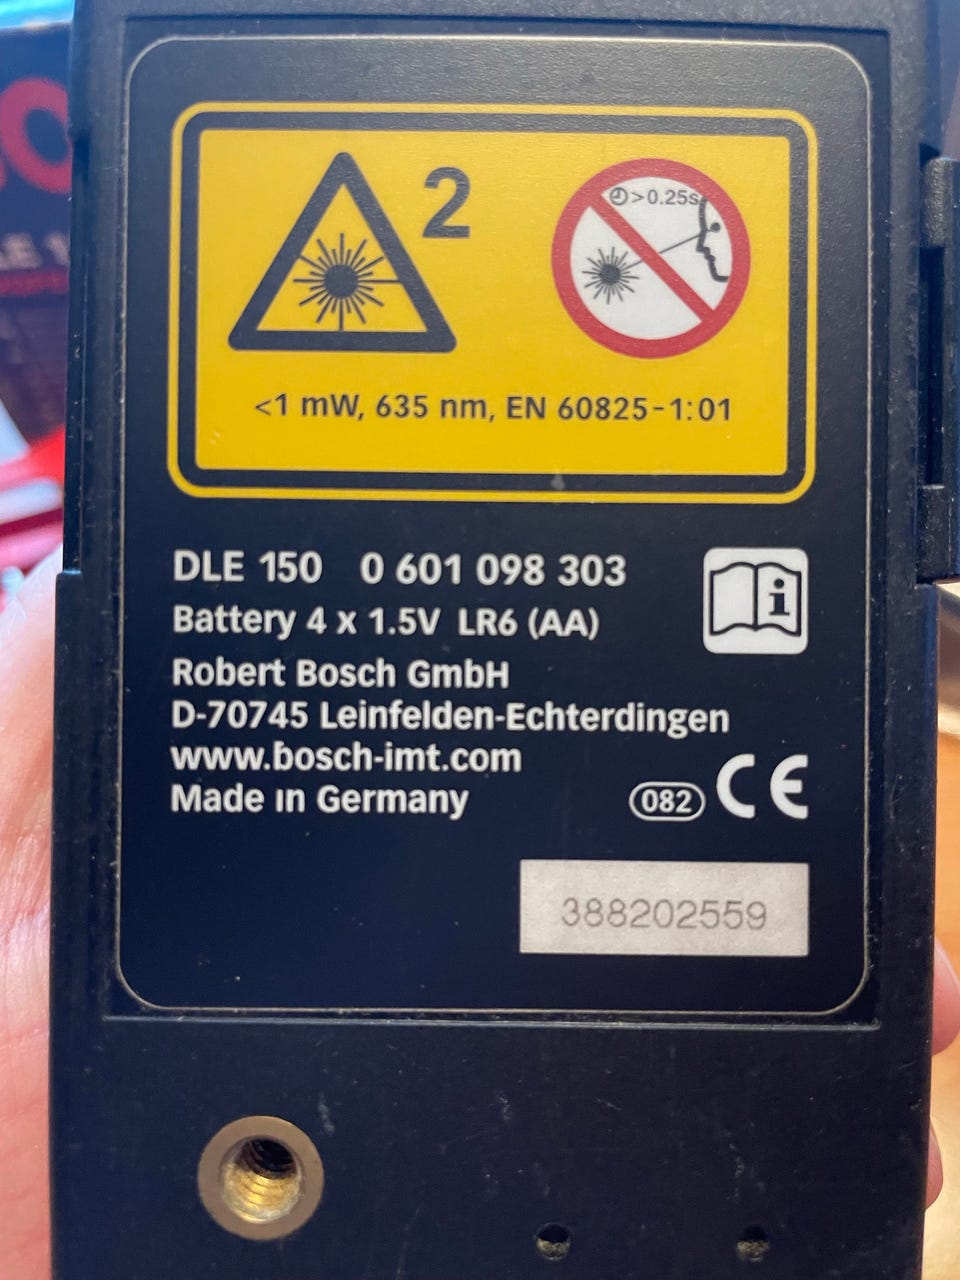 2
>0.25s
<1 mW, 635 nm, EN 60825-1:01
DLE 150 0 601 098 303
Battery 4 x 1.5V LR6 (AA)
i
Robert Bosch GmbH
D-70745 Leinfelden-Echterdingen
www.bosch-imt.com
Made in Germany
082 CE
388202559